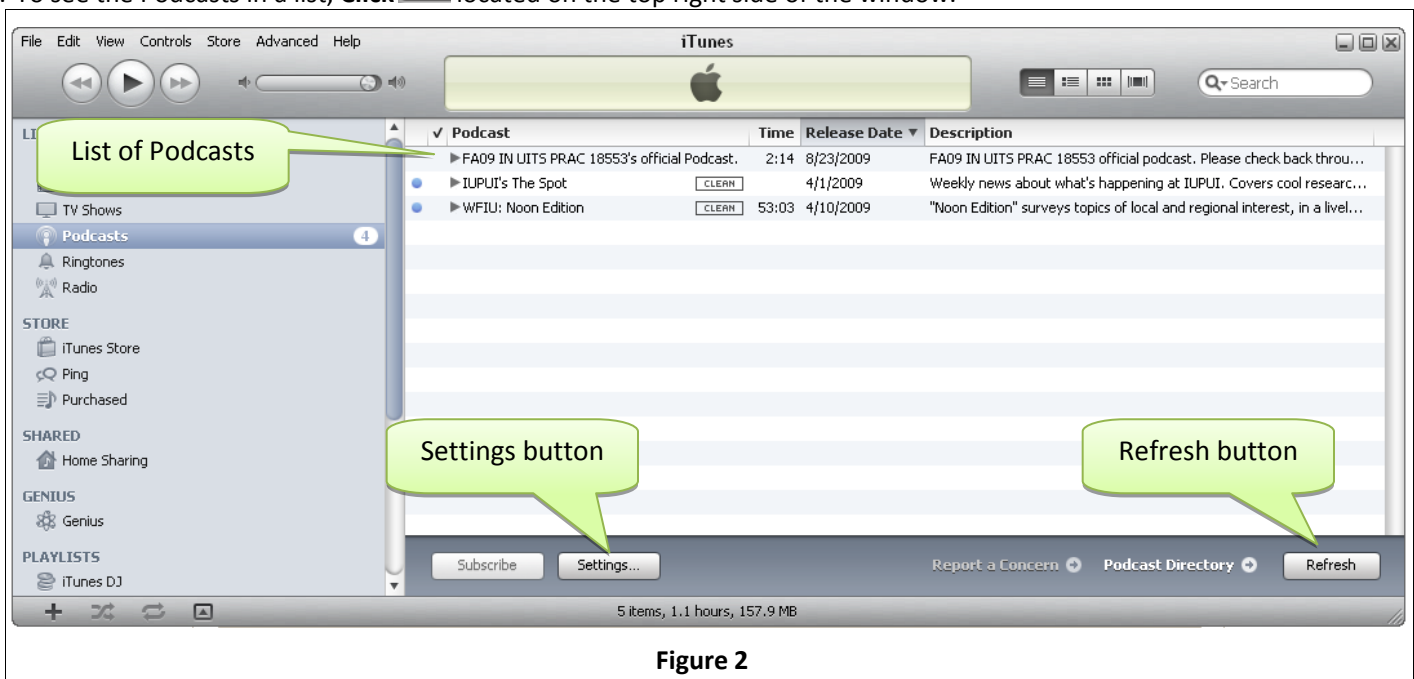 . To see the Podcasts in a list, Click located on the top right side of the window.
File Edit View Controls Store Advanced Help
iTunes
Search
LI
List of Podcasts
TV Shows
Podcasts 4
Ringtones
Radio
STORE
iTunes Store
Ping
Purchased
SHARED
Home Sharing
GENIUS
Genius
PLAYLISTS
iTunes DJ
✓ Podcast Time Release Date ▼ Description
FA09 IN UITS PRAC 18553's official Podcast. 2:14 8/23/2009 FA09 IN UITS PRAC 18553 official podcast. Please check back throu...
IUPUI's The Spot CLEAN 4/1/2009 Weekly news about what's happening at IUPUI. Covers cool researc...
WFIU: Noon Edition CLEAN 53:03 4/10/2009 "Noon Edition" surveys topics of local and regional interest, in a livel...
Settings button
Refresh button
Subscribe Settings... Report a Concern Podcast Directory Refresh
5 items, 1.1 hours, 157.9 MB
Figure 2